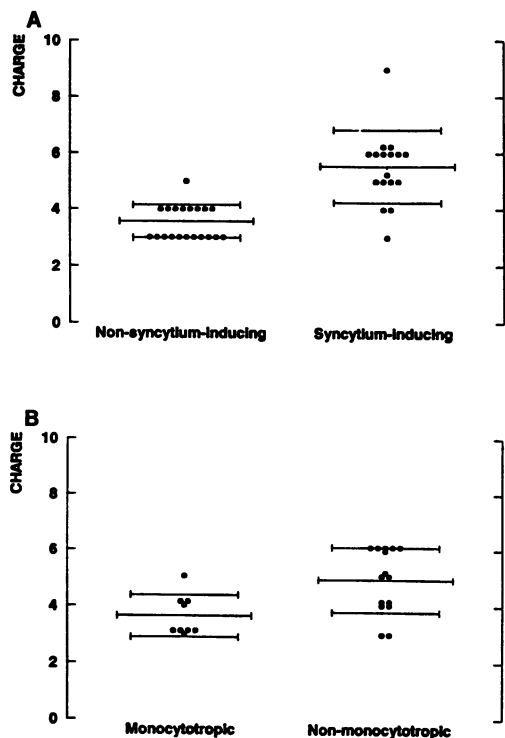 A
CHARGE
10
8
6
4
2
0
Non-syncytium-inducing Syncytium-inducing
B
CHARGE
10
8
6
4
2
0
Monocytotropic Non-monocytotropic